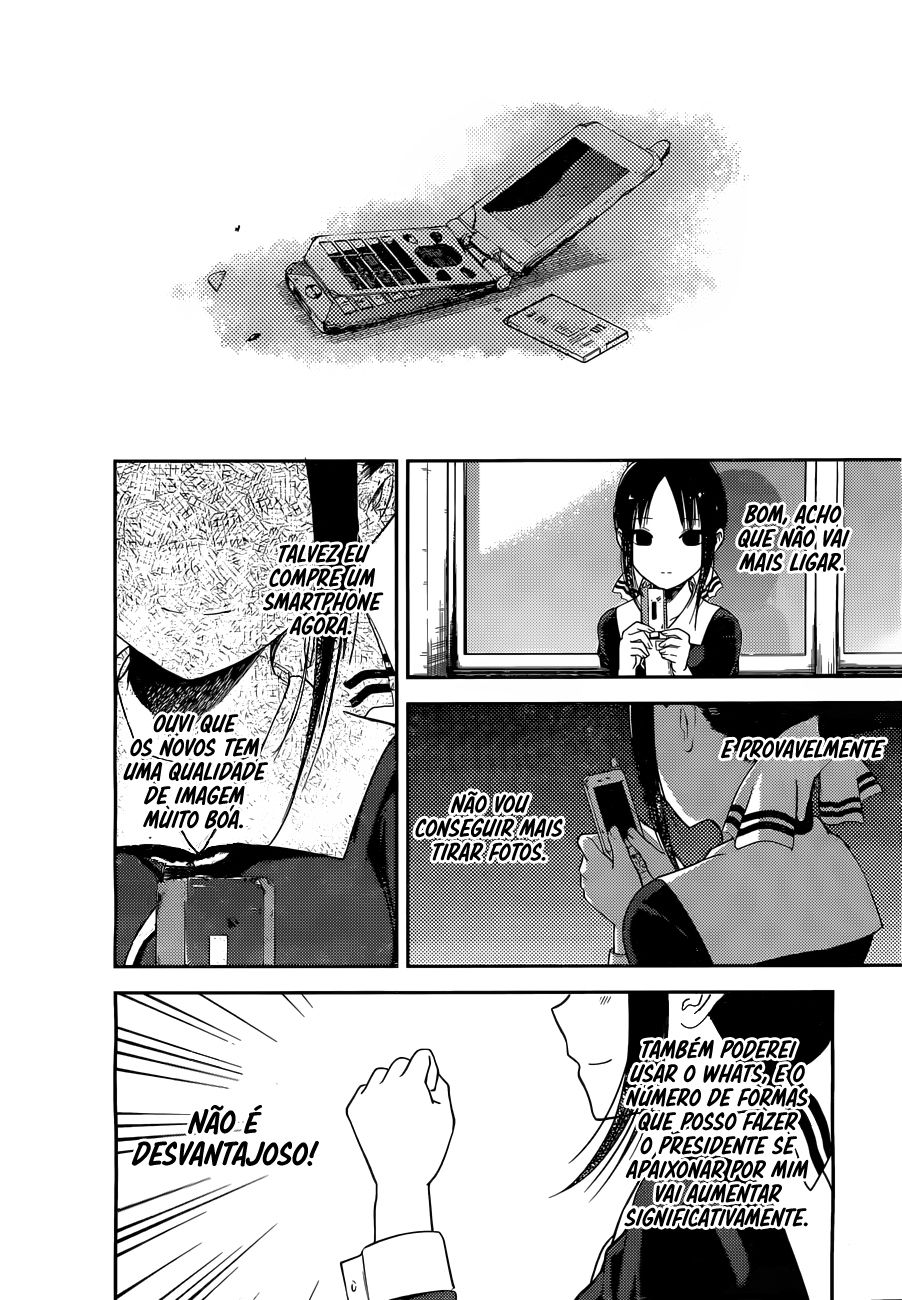 BOM, ACHO
QUE NÃO VAI
MAIS LIGAR.
E PROVAVELMENTE
NÃO VOU
CONSEGUIR MAIS
TIRAR FOTOS.
TALVEZ EU
COMPRE UM
SMARTPHONE
AGORA.
OUVI QUE
OS NOVOS TEM
UMA QUALIDADE
DE IMAGEM
MUITO BOA.
TAMBÉM PODEREI
USAR O WHATS, E O
NÚMERO DE FORMAS
QUE POSSO FAZER
O PRESIDENTE SE
APAIXONAR POR MIM
VAI AUMENTAR
SIGNIFICATIVAMENTE.
NÃO É
DESVANTAJOSO!